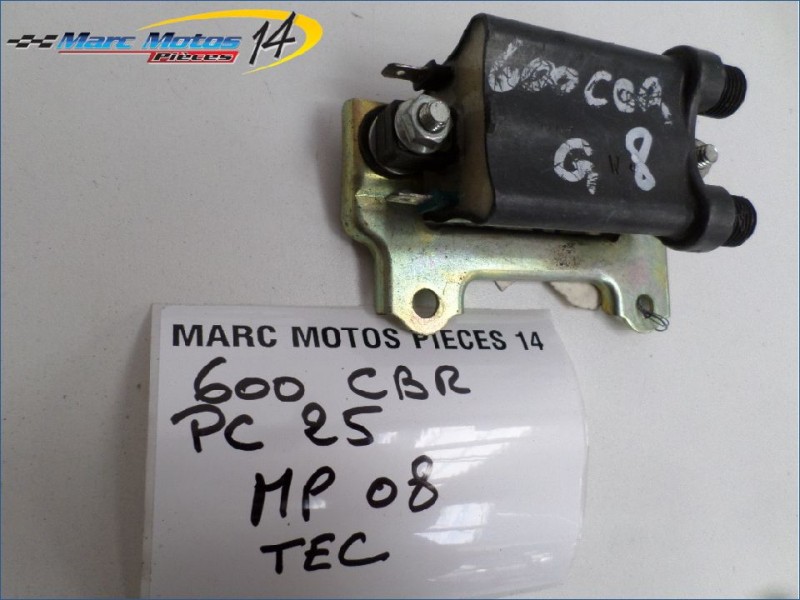 Marc Motos 14
Pièces
600 CBR
G 8
MARC MOTOS PIECES 14
600 CBR
PC 25
MP 08
TEC